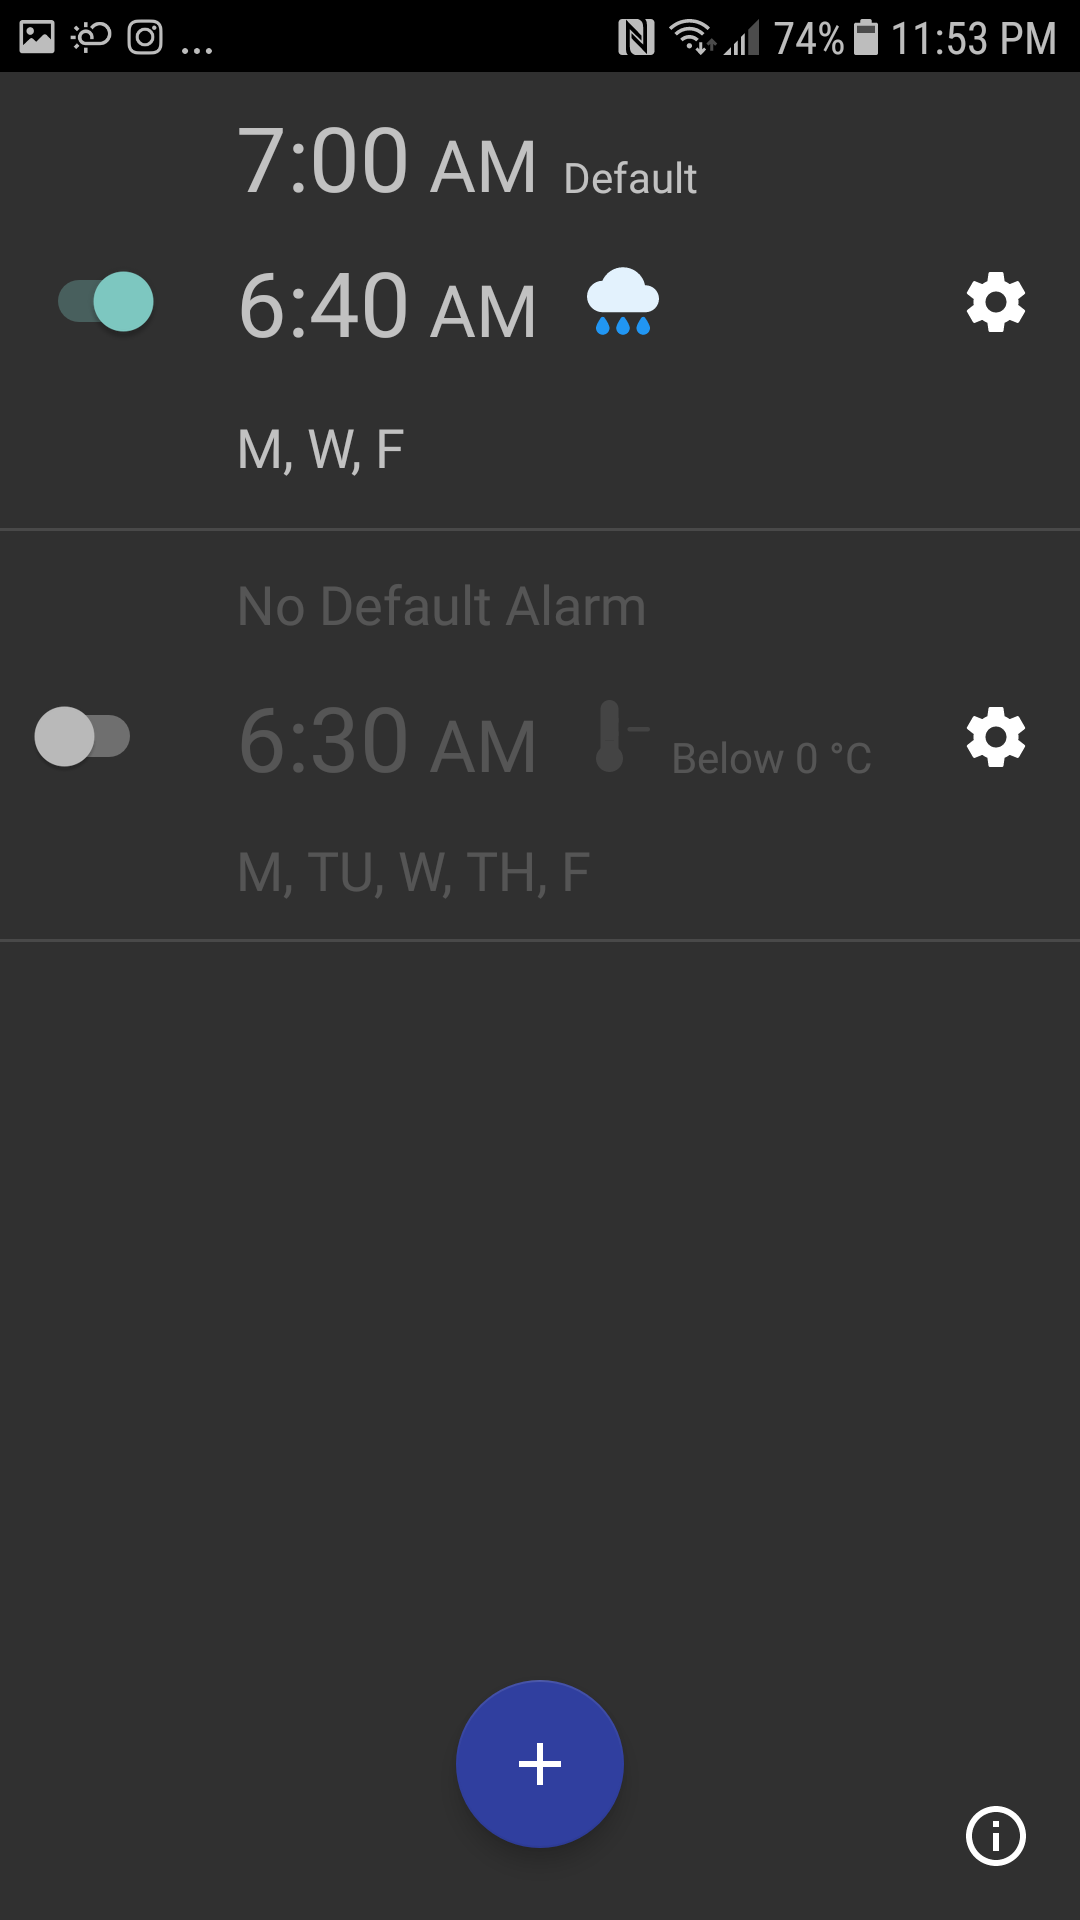 ... 74% 11:53 PM
7:00 AM Default
6:40 AM
M, W, F
No Default Alarm
6:30 AM Below 0 °C
M, TU, W, TH, F